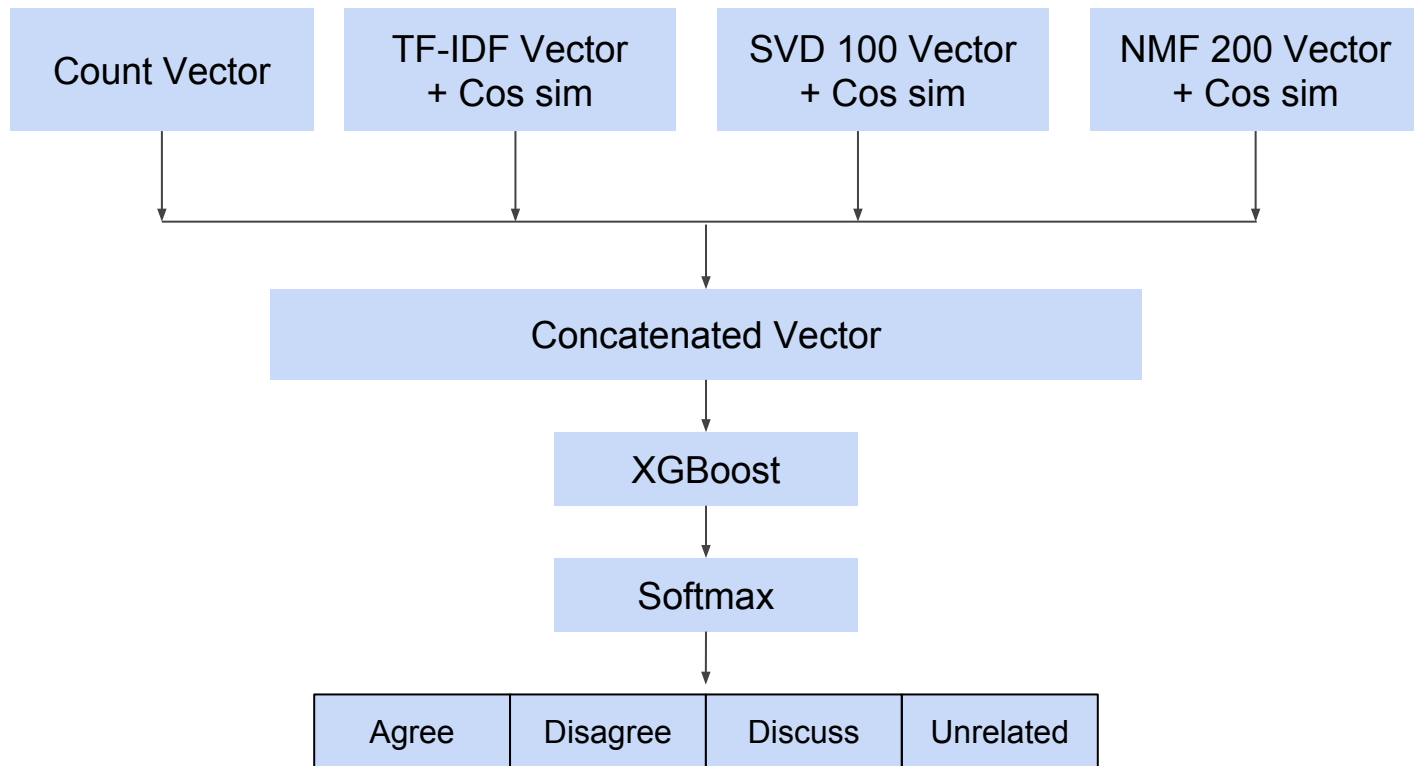 Count Vector
TF-IDF Vector
+ Cos sim
SVD 100 Vector
+ Cos sim
NMF 200 Vector
+ Cos sim
Concatenated Vector
XGBoost
Softmax
Agree
Disagree
Discuss
Unrelated